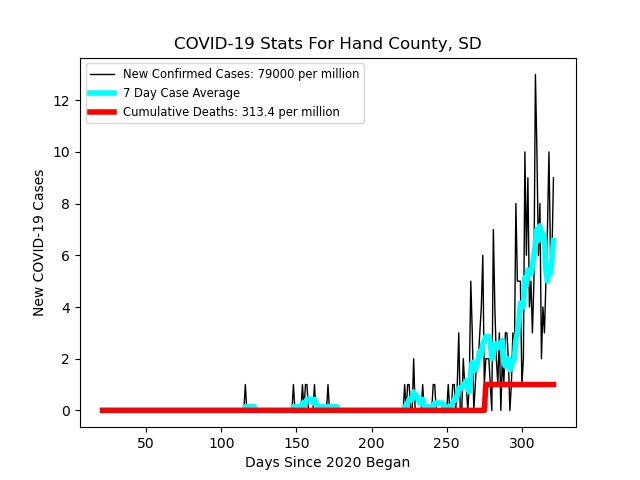 COVID-19 Stats For Hand County, SD
New Confirmed Cases: 79000 per million
7 Day Case Average
Cumulative Deaths: 313.4 per million
New COVID-19 Cases
12
10
8
6
4
2
0
50 100 150 200 250 300
Days Since 2020 Began